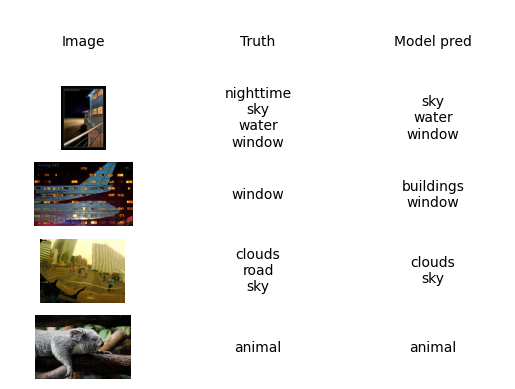 Image Truth Model pred
nighttime
sky
water
window
sky
water
window
window
buildings
window
clouds
road
sky
clouds
sky
animal animal